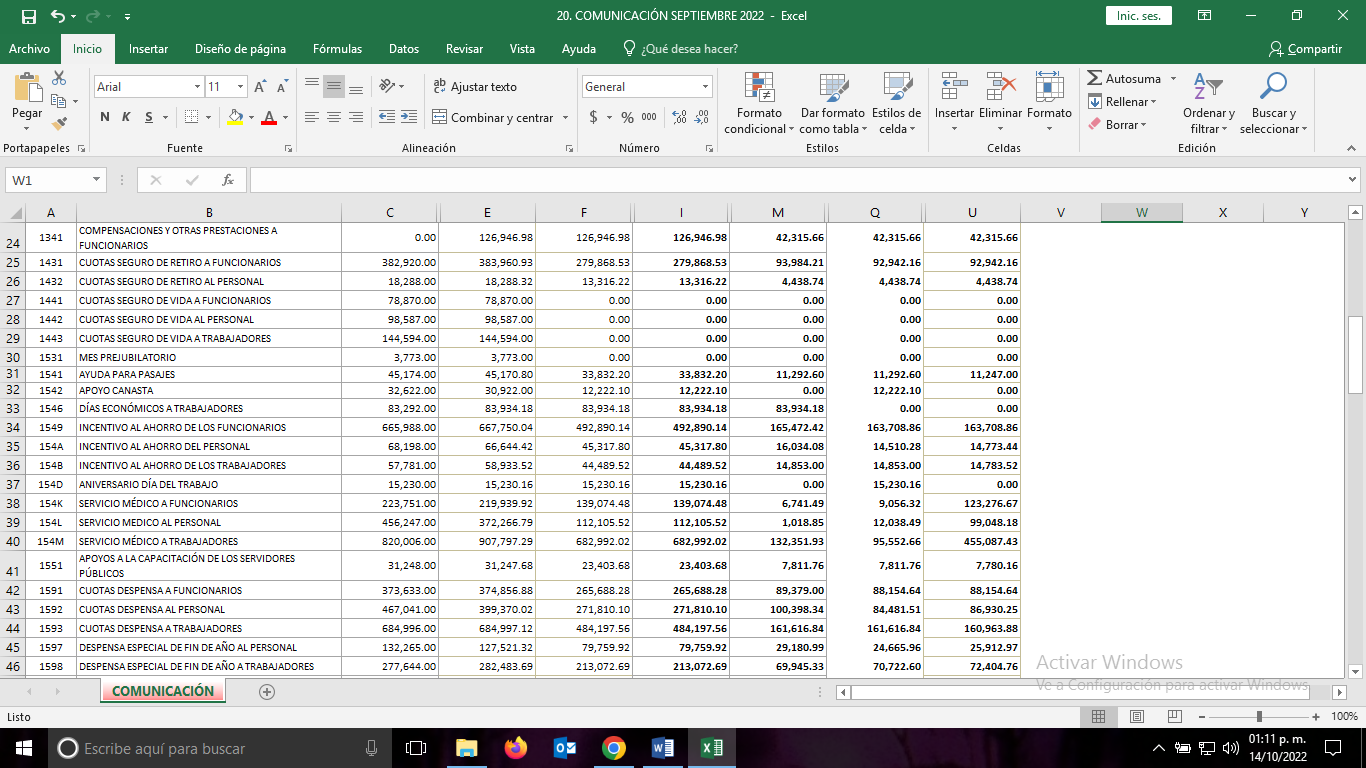 20. COMUNICACIÓN SEPTIEMBRE 2022 - Excel
Inic. ses.
Archivo Inicio Insertar Diseño de página Fórmulas Datos Revisar Vista Ayuda ¿Qué desea hacer? Compartir
Pegar
Portapapeles
Arial 11
N K S
Fuente
Ajustar texto
Combinar y centrar
Alineación
General
$ % 000
Número
Formato condicional
Dar formato como tabla
Estilos de celda
Estilos
Insertar Eliminar Formato
Celdas
Autosuma
Rellenar
Borrar
Ordenar y filtrar
Buscar y seleccionar
Edición
W1 fx
A B C E F I M Q U V W X Y
24 1341 COMPENSACIONES Y OTRAS PRESTACIONES A FUNCIONARIOS 0.00 126,946.98 126,946.98 126,946.98 42,315.66 42,315.66 42,315.66
25 1431 CUOTAS SEGURO DE RETIRO A FUNCIONARIOS 382,920.00 383,960.93 279,868.53 279,868.53 93,984.21 92,942.16 92,942.16
26 1432 CUOTAS SEGURO DE RETIRO AL PERSONAL 18,288.00 18,288.32 13,316.22 13,316.22 4,438.74 4,438.74 4,438.74
27 1441 CUOTAS SEGURO DE VIDA A FUNCIONARIOS 78,870.00 78,870.00 0.00 0.00 0.00 0.00 0.00
28 1442 CUOTAS SEGURO DE VIDA AL PERSONAL 98,587.00 98,587.00 0.00 0.00 0.00 0.00 0.00
29 1443 CUOTAS SEGURO DE VIDA A TRABAJADORES 144,594.00 144,594.00 0.00 0.00 0.00 0.00 0.00
30 1531 MES PREJUBILATORIO 3,773.00 3,773.00 0.00 0.00 0.00 0.00 0.00
31 1541 AYUDA PARA PASAJES 45,174.00 45,170.80 33,832.20 33,832.20 11,292.60 11,292.60 11,247.00
32 1542 APOYO CANASTA 32,622.00 30,922.00 12,222.10 12,222.10 0.00 12,222.10 0.00
33 1546 DÍAS ECONÓMICOS A TRABAJADORES 83,292.00 83,934.18 83,934.18 83,934.18 83,934.18 0.00 0.00
34 1549 INCENTIVO AL AHORRO DE LOS FUNCIONARIOS 665,988.00 667,750.04 492,890.14 492,890.14 165,472.42 163,708.86 163,708.86
35 154A INCENTIVO AL AHORRO DEL PERSONAL 68,198.00 66,644.42 45,317.80 45,317.80 16,034.08 14,510.28 14,773.44
36 154B INCENTIVO AL AHORRO DE LOS TRABAJADORES 57,781.00 58,933.52 44,489.52 44,489.52 14,853.00 14,853.00 14,783.52
37 154D ANIVERSARIO DÍA DEL TRABAJO 15,230.00 15,230.16 15,230.16 15,230.16 0.00 15,230.16 0.00
38 154K SERVICIO MÉDICO A FUNCIONARIOS 223,751.00 219,939.92 139,074.48 139,074.48 6,741.49 9,056.32 123,276.67
39 154L SERVICIO MEDICO AL PERSONAL 456,247.00 372,266.79 112,105.52 112,105.52 1,018.85 12,038.49 99,048.18
40 154M SERVICIO MÉDICO A TRABAJADORES 820,006.00 907,797.29 682,992.02 682,992.02 132,351.93 95,552.66 455,087.43
41 1551 APOYOS A LA CAPACITACIÓN DE LOS SERVIDORES PÚBLICOS 31,248.00 31,247.68 23,403.68 23,403.68 7,811.76 7,811.76 7,780.16
42 1591 CUOTAS DESPENSA A FUNCIONARIOS 373,633.00 374,856.88 265,688.28 265,688.28 89,379.00 88,154.64 88,154.64
43 1592 CUOTAS DESPENSA AL PERSONAL 467,041.00 399,370.02 271,810.10 271,810.10 100,398.34 84,481.51 86,930.25
44 1593 CUOTAS DESPENSA A TRABAJADORES 684,996.00 684,997.12 484,197.56 484,197.56 161,616.84 161,616.84 160,963.88
45 1597 DESPENSA ESPECIAL DE FIN DE AÑO AL PERSONAL 132,265.00 127,521.32 79,759.92 79,759.92 29,180.99 24,665.96 25,912.97
46 1598 DESPENSA ESPECIAL DE FIN DE AÑO A TRABAJADORES 277,644.00 282,483.69 213,072.69 213,072.69 69,945.33 70,722.60 72,404.76
Activar Windows
Ve a Configuración para activar Windows.
COMUNICACIÓN
Listo 100%
Escribe aquí para buscar
01:11 p. m.
14/10/2022